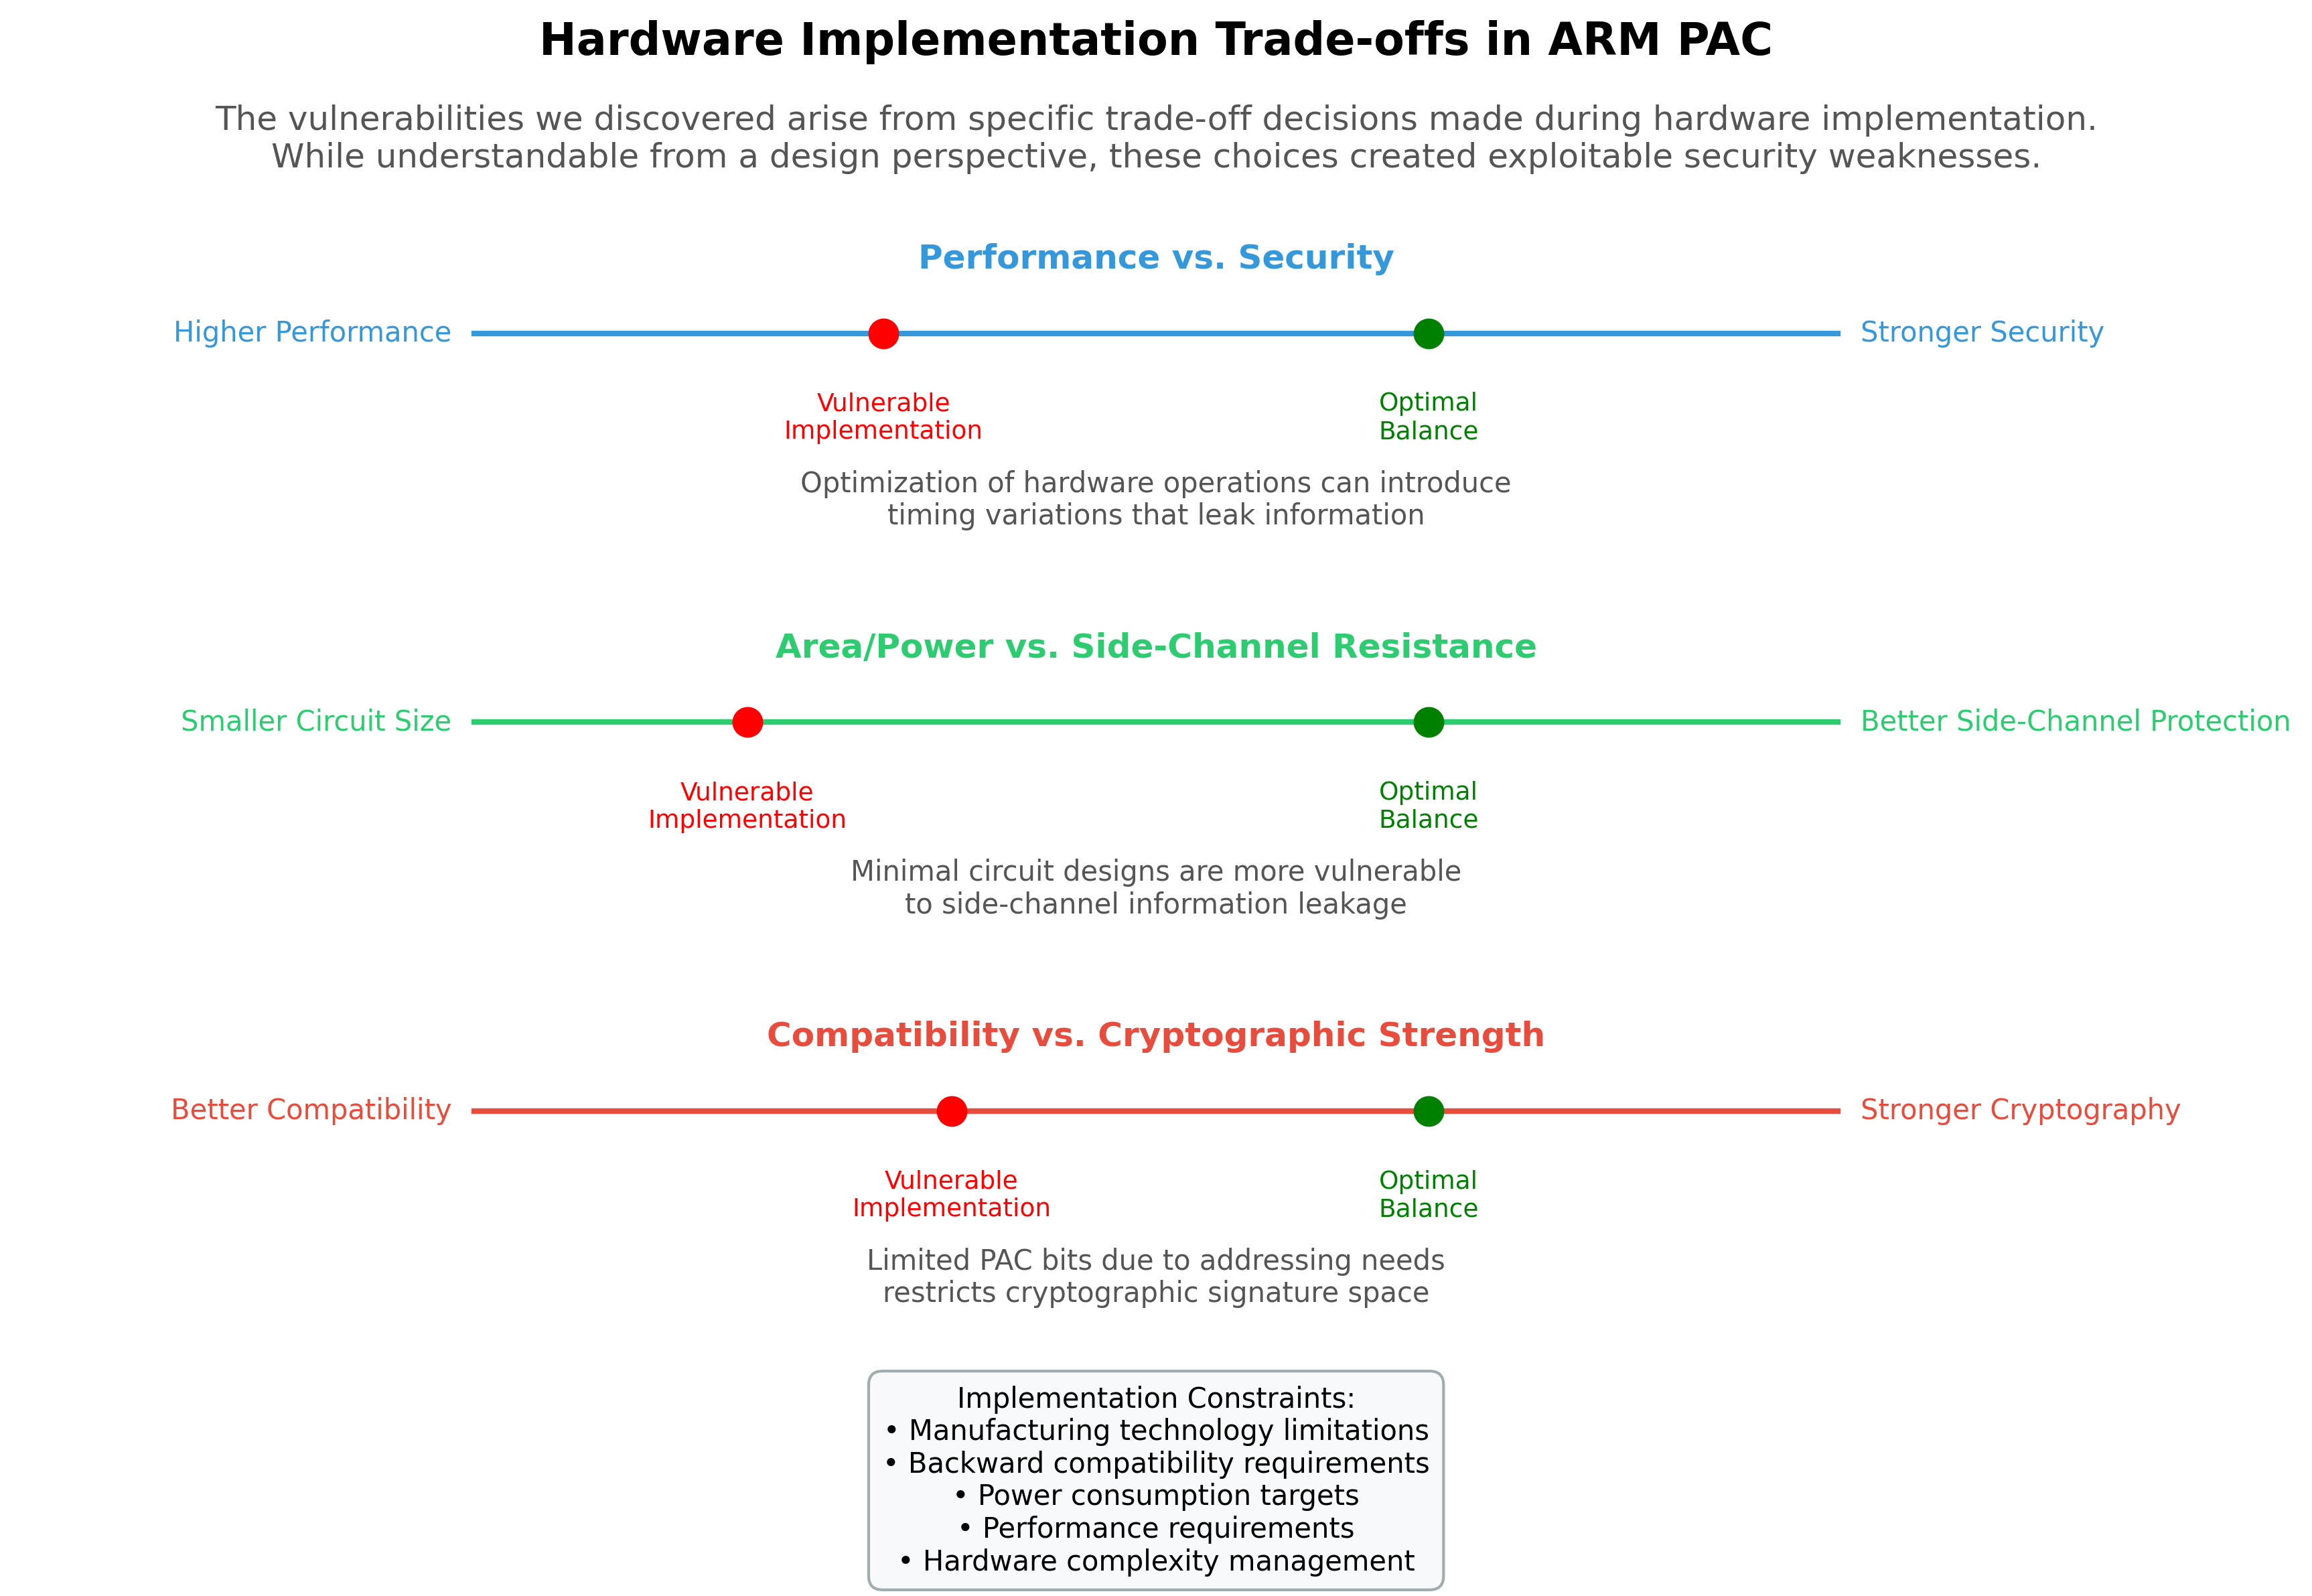 Hardware Implementation Trade-offs in ARM PAC
The vulnerabilities we discovered arise from specific trade-off decisions made during hardware implementation.
While understandable from a design perspective, these choices created exploitable security weaknesses.
Performance vs. Security
Higher Performance
Stronger Security
Vulnerable
Implementation
Optimal
Balance
Optimization of hardware operations can introduce
timing variations that leak information
Area/Power vs. Side-Channel Resistance
Smaller Circuit Size
Better Side-Channel Protection
Vulnerable
Implementation
Optimal
Balance
Minimal circuit designs are more vulnerable
to side-channel information leakage
Compatibility vs. Cryptographic Strength
Better Compatibility
Stronger Cryptography
Vulnerable
Implementation
Optimal
Balance
Limited PAC bits due to addressing needs
restricts cryptographic signature space
Implementation Constraints:
• Manufacturing technology limitations
• Backward compatibility requirements
• Power consumption targets
• Performance requirements
• Hardware complexity management